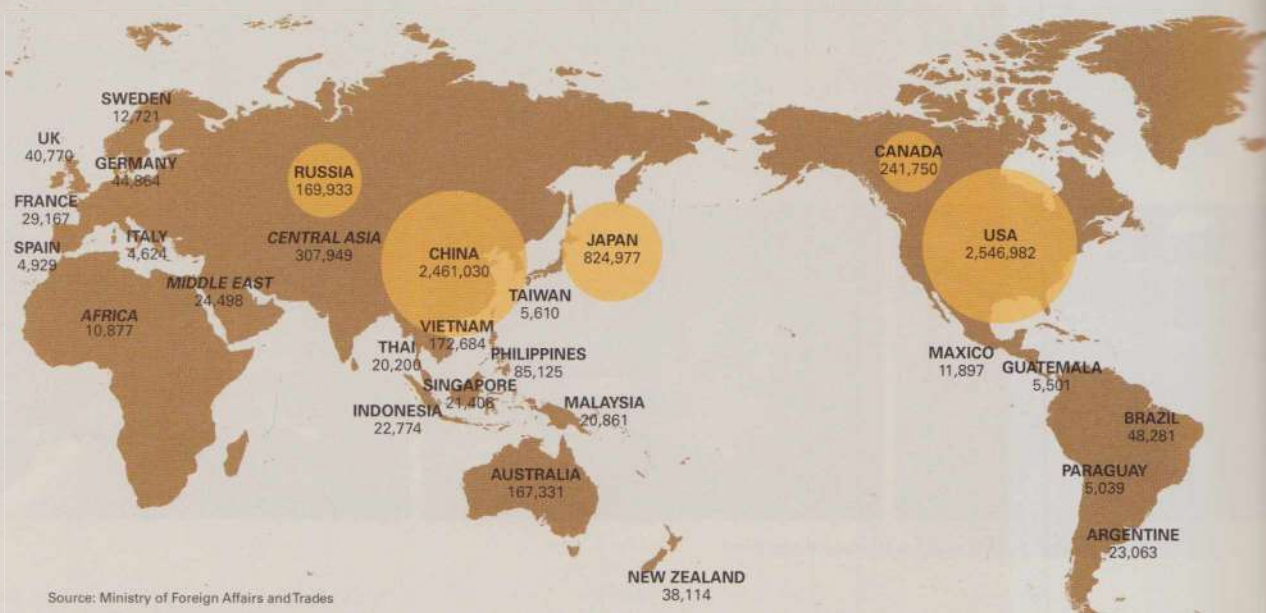 SWEDEN
12,721
UK
40,770
GERMANY
44,864
FRANCE
29,167
SPAIN
4,929
ITALY
4,624
RUSSIA
169,933
CENTRAL ASIA
307,949
MIDDLE EAST
24,498
AFRICA
10,877
CHINA
2,461,030
JAPAN
824,977
TAIWAN
5,610
VIETNAM
172,684
THAI
20,200
PHILIPPINES
85,125
SINGAPORE
21,406
INDONESIA
22,774
MALAYSIA
20,861
AUSTRALIA
167,331
NEW ZEALAND
38,114
CANADA
241,750
USA
2,546,982
MAXICO
11,897
GUATEMALA
5,501
BRAZIL
48,281
PARAGUAY
5,039
ARGENTINE
23,063
Source: Ministry of Foreign Affairs and Trades